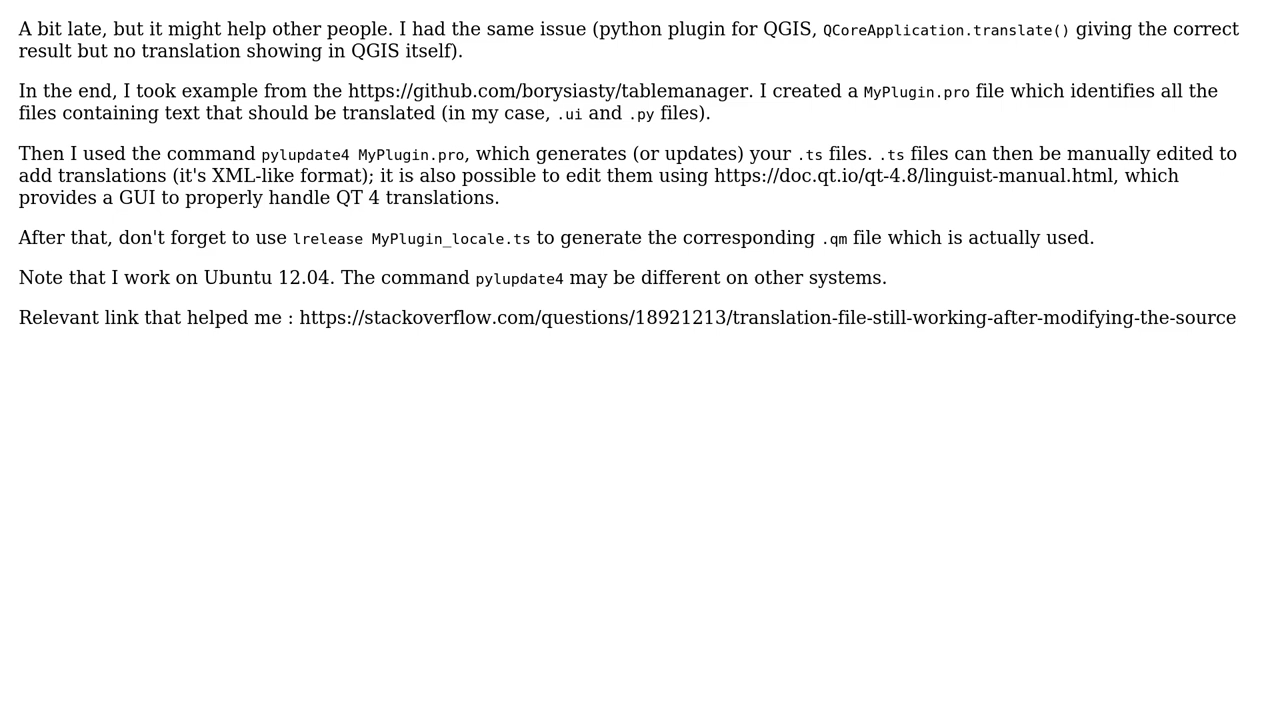 A bit late, but it might help other people. I had the same issue (python plugin for QGIS, QCoreApplication.translate() giving the correct
result but no translation showing in QGIS itself).
In the end, I took example from the https://github.com/borysiasty/tablemanager. I created a MyPlugin.pro file which identifies all the
files containing text that should be translated (in my case, .ui and .py files).
Then I used the command pylupdate4 MyPlugin.pro, which generates (or updates) your .ts files. .ts files can then be manually edited to
add translations (it's XML-like format); it is also possible to edit them using https://doc.qt.io/qt-4.8/linguist-manual.html, which
provides a GUI to properly handle QT 4 translations.
After that, don't forget to use lrelease MyPlugin_locale.ts to generate the corresponding .qm file which is actually used.
Note that I work on Ubuntu 12.04. The command pylupdate4 may be different on other systems.
Relevant link that helped me : https://stackoverflow.com/questions/18921213/translation-file-still-working-after-modifying-the-source